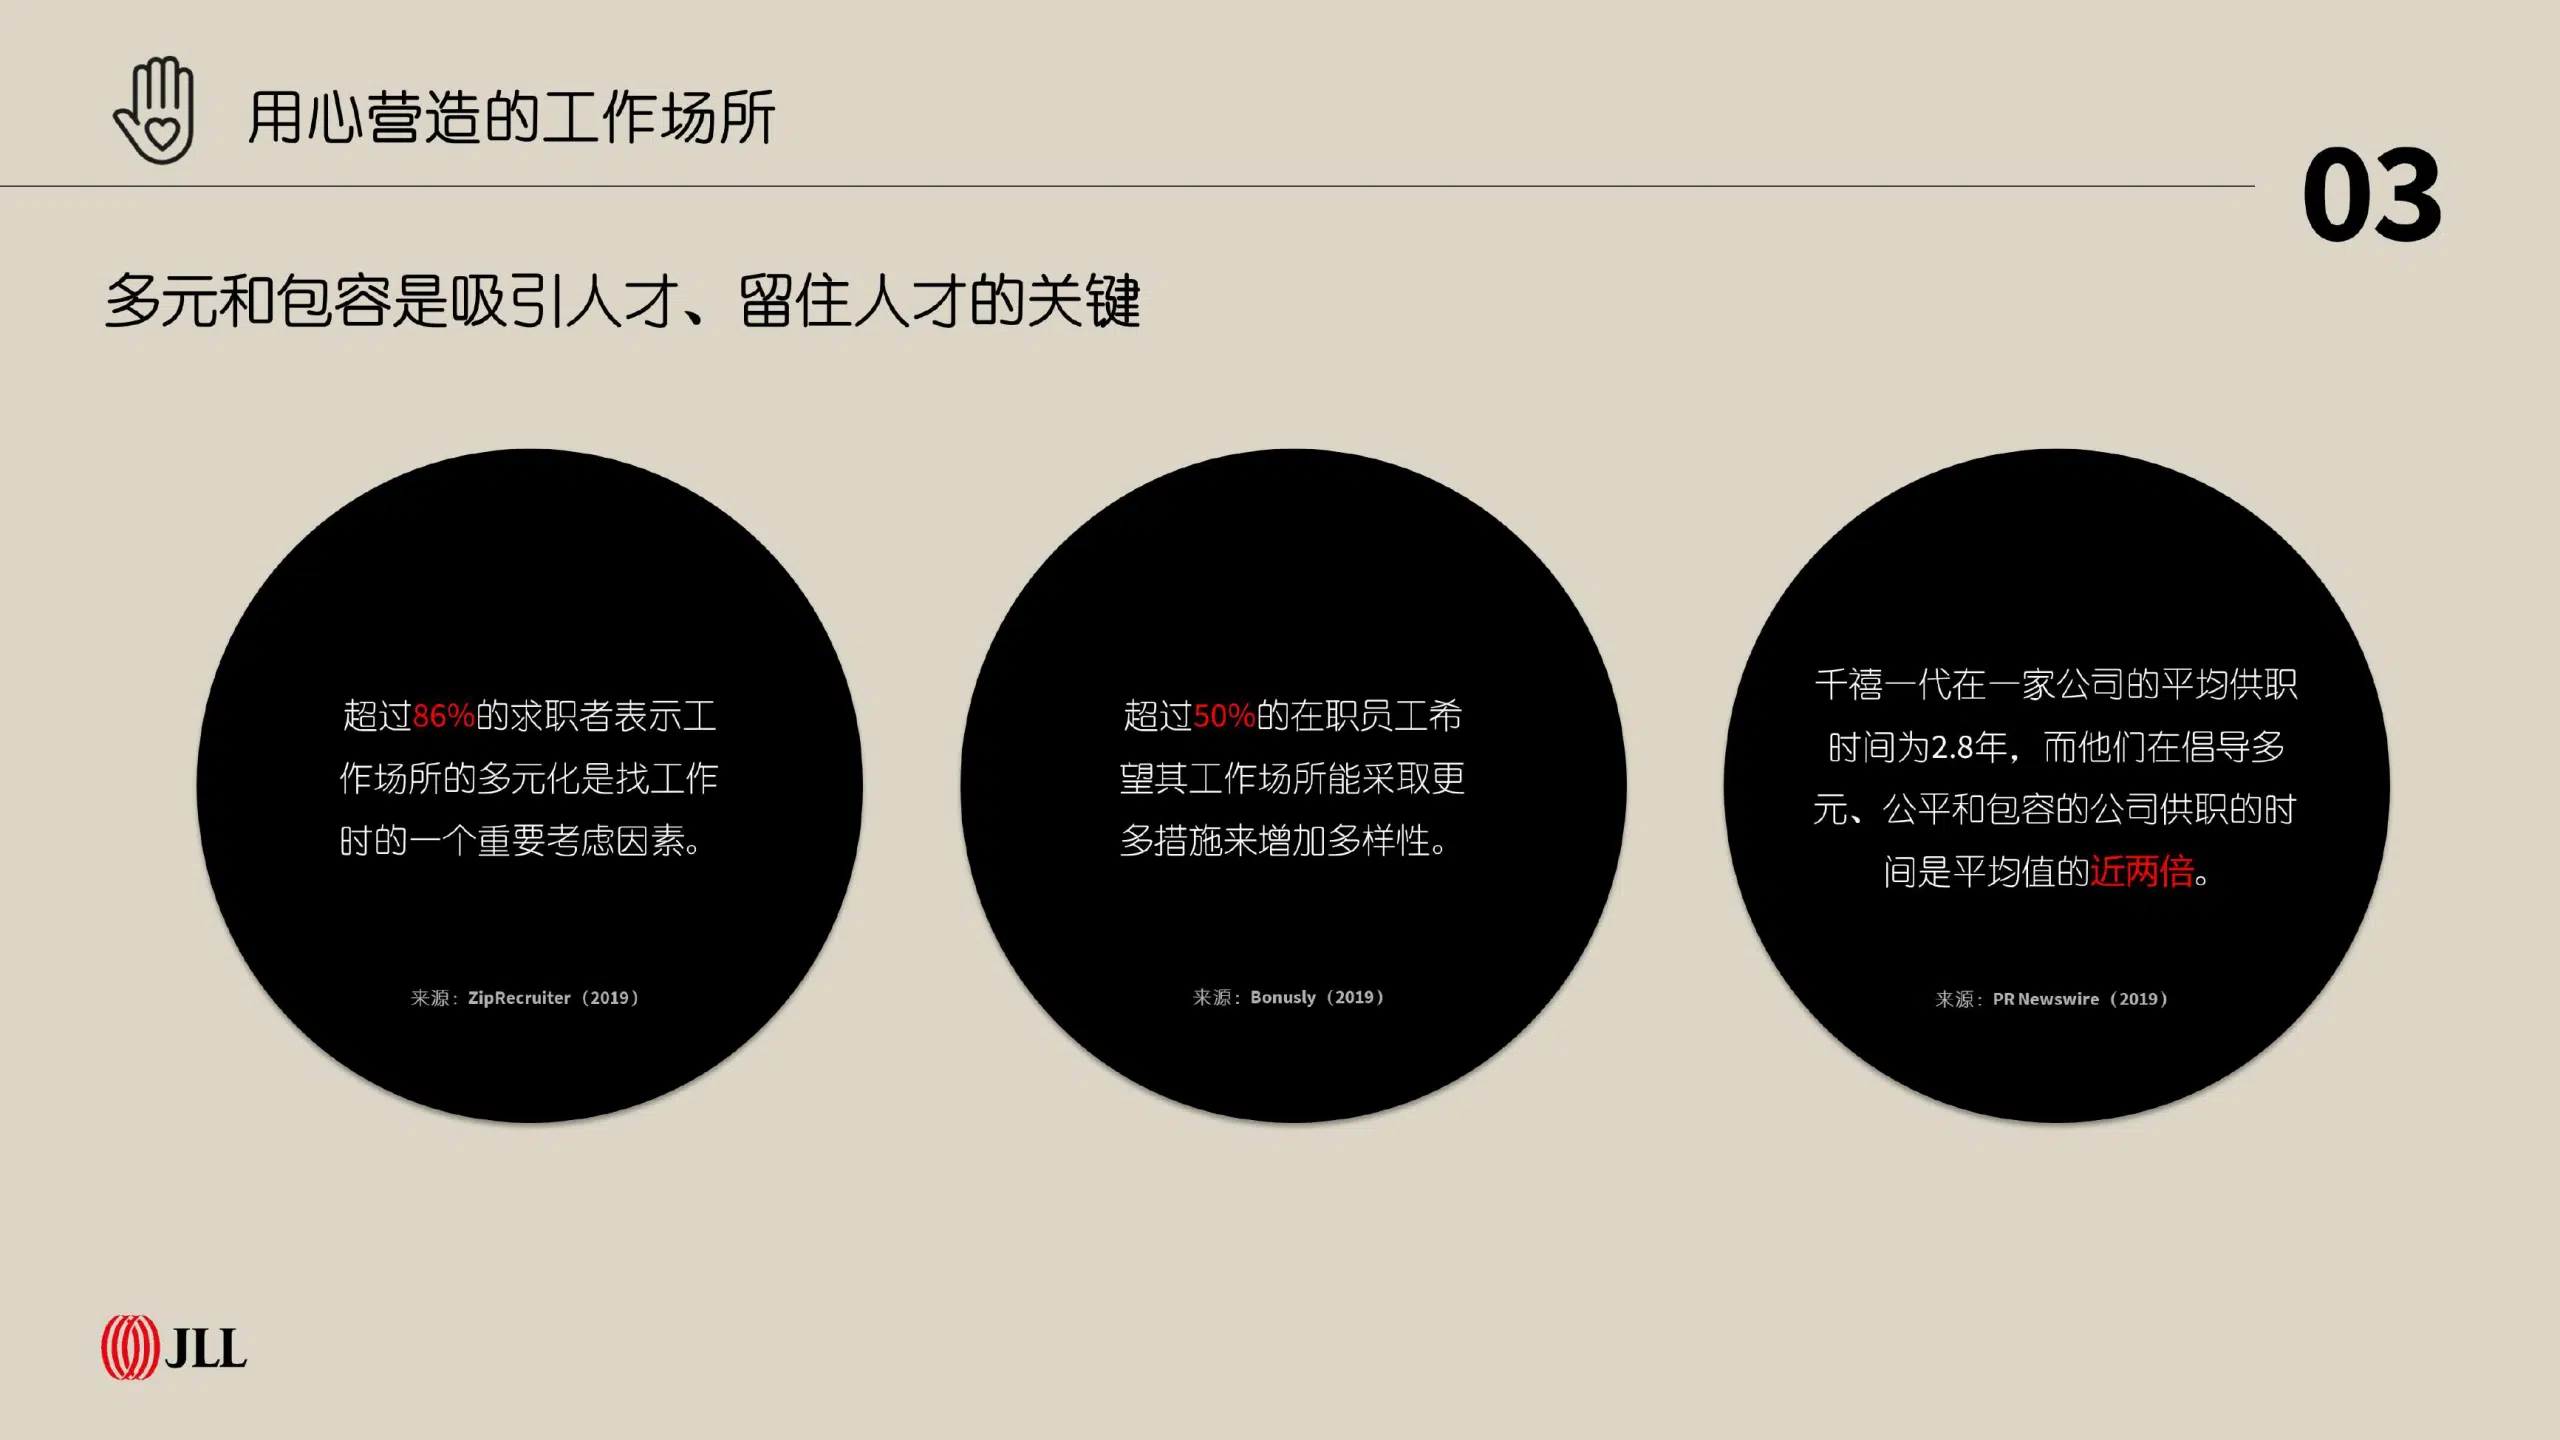 用心营造的工作场所
03
多元和包容是吸引人才、留住人才的关键
超过86%的求职者表示工
作场所的多元化是找工作
时的一个重要考虑因素。
来源：ZipRecruiter（2019）
超过50%的在职员工希
望其工作场所能采取更
多措施来增加多样性。
来源：Bonusly（2019）
千禧一代在一家公司的平均供职
时间为2.8年，而他们在倡导多
元、公平和包容的公司供职的时
间是平均值的近两倍。
来源：PR Newswire（2019）
JLL